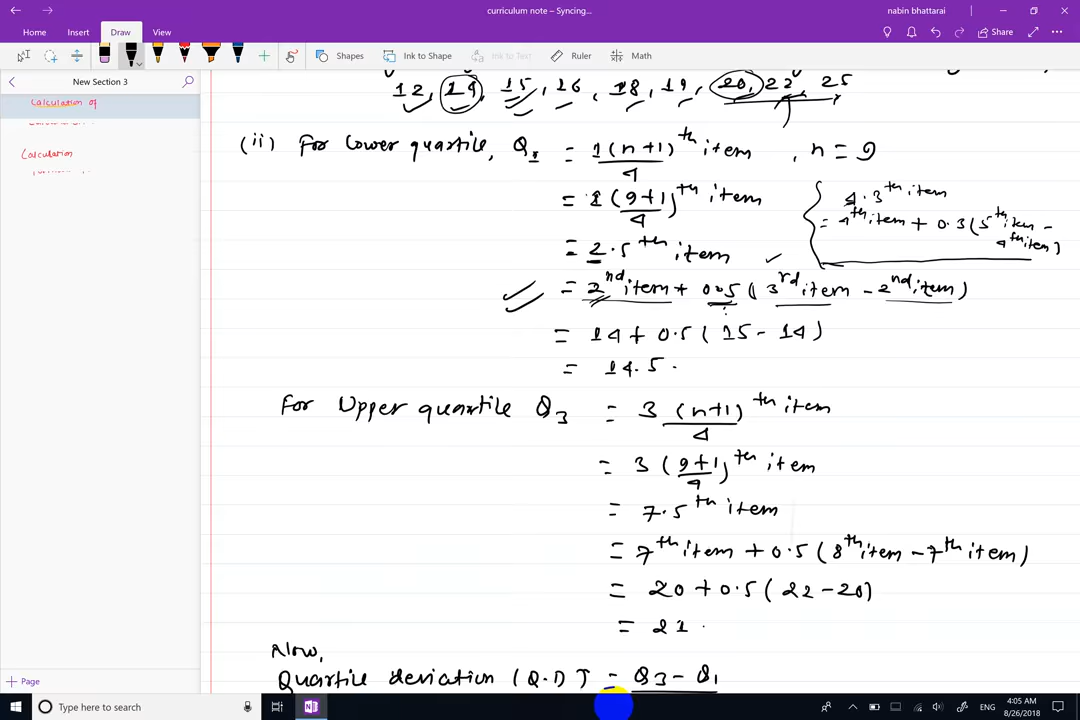 curriculum note – Syncing...
nabin bhattarai
Home Insert Draw View
Share
Shapes Ink to Shape Ink to Text Ruler Math
New Section 3
Calculation of
Calculation
12, 14, 15, 16, 18, 19, 20, 22, 25
(ii) For Lower quartile, Q1 = 1(n+1)/4 th item , n = 9
= 1(9+1)/4 th item
4.3th item
= 4th item + 0.3(5th item - 4th item)
= 2.5th item
= 2nd item + 0.5 (3rd item - 2nd item)
= 14 + 0.5 (15 - 14)
= 14.5.
For Upper quartile Q3 = 3(n+1)/4 th item
= 3(9+1)/4 th item
= 7.5th item
= 7th item + 0.5 (8th item - 7th item)
= 20 + 0.5 (22 - 20)
= 21.
Now,
Quartile deviation (Q.D) = Q3 - Q1
+ Page
Type here to search
ENG
4:05 AM
8/26/2018